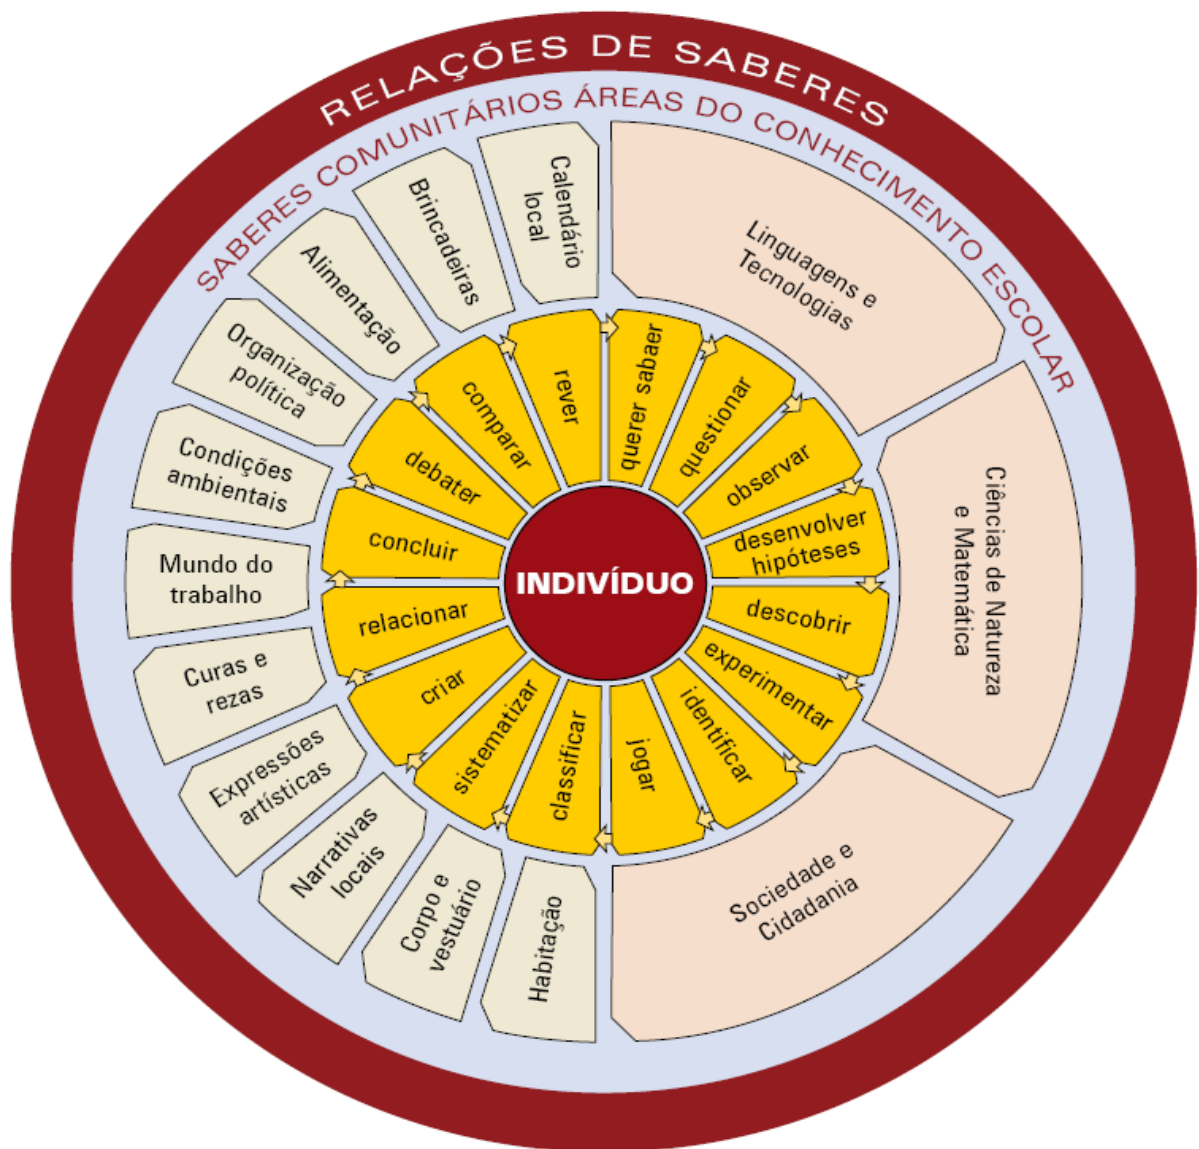 RELAÇÕES DE SABERES
SABERES COMUNITÁRIOS
ÁREAS DO CONHECIMENTO ESCOLAR
Calendário
local
Brincadeiras
Alimentação
Organização
política
Condições
ambientais
Mundo do
trabalho
Curas e
rezas
Expressões
artísticas
Narrativas
locais
Corpo e
vestuário
Habitação
Linguagens e
Tecnologias
Ciências de Natureza
e Matemática
Sociedade e
Cidadania
querer sabaer
questionar
observar
desenvolver
hipóteses
descobrir
experimentar
identificar
jogar
classificar
sistematizar
criar
relacionar
concluir
debater
comparar
rever
INDIVÍDUO